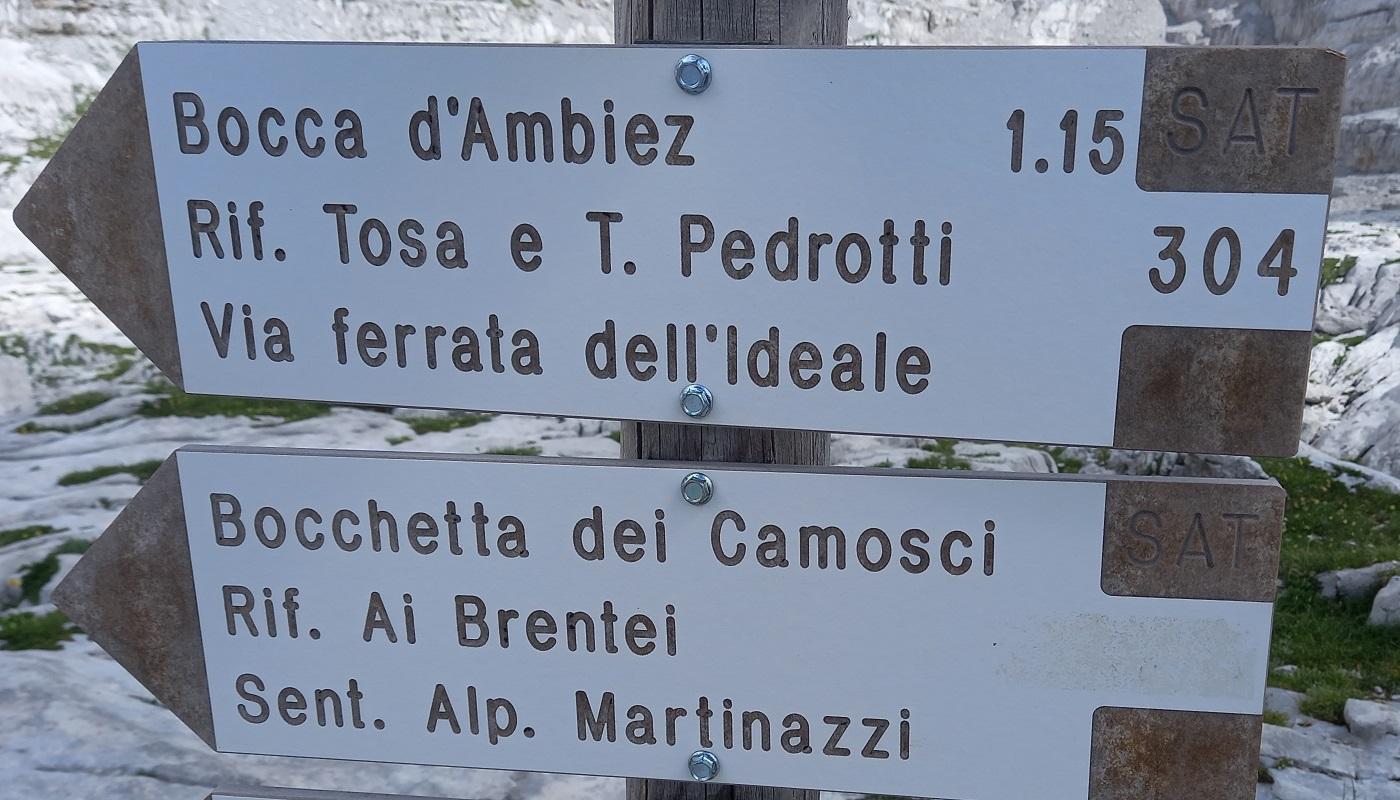 Bocca d'Ambiez 1.15 SAT
Rif. Tosa e T. Pedrotti 304
Via ferrata dell'Ideale
Bocchetta dei Camosci SAT
Rif. Ai Brentei
Sent. Alp. Martinazzi